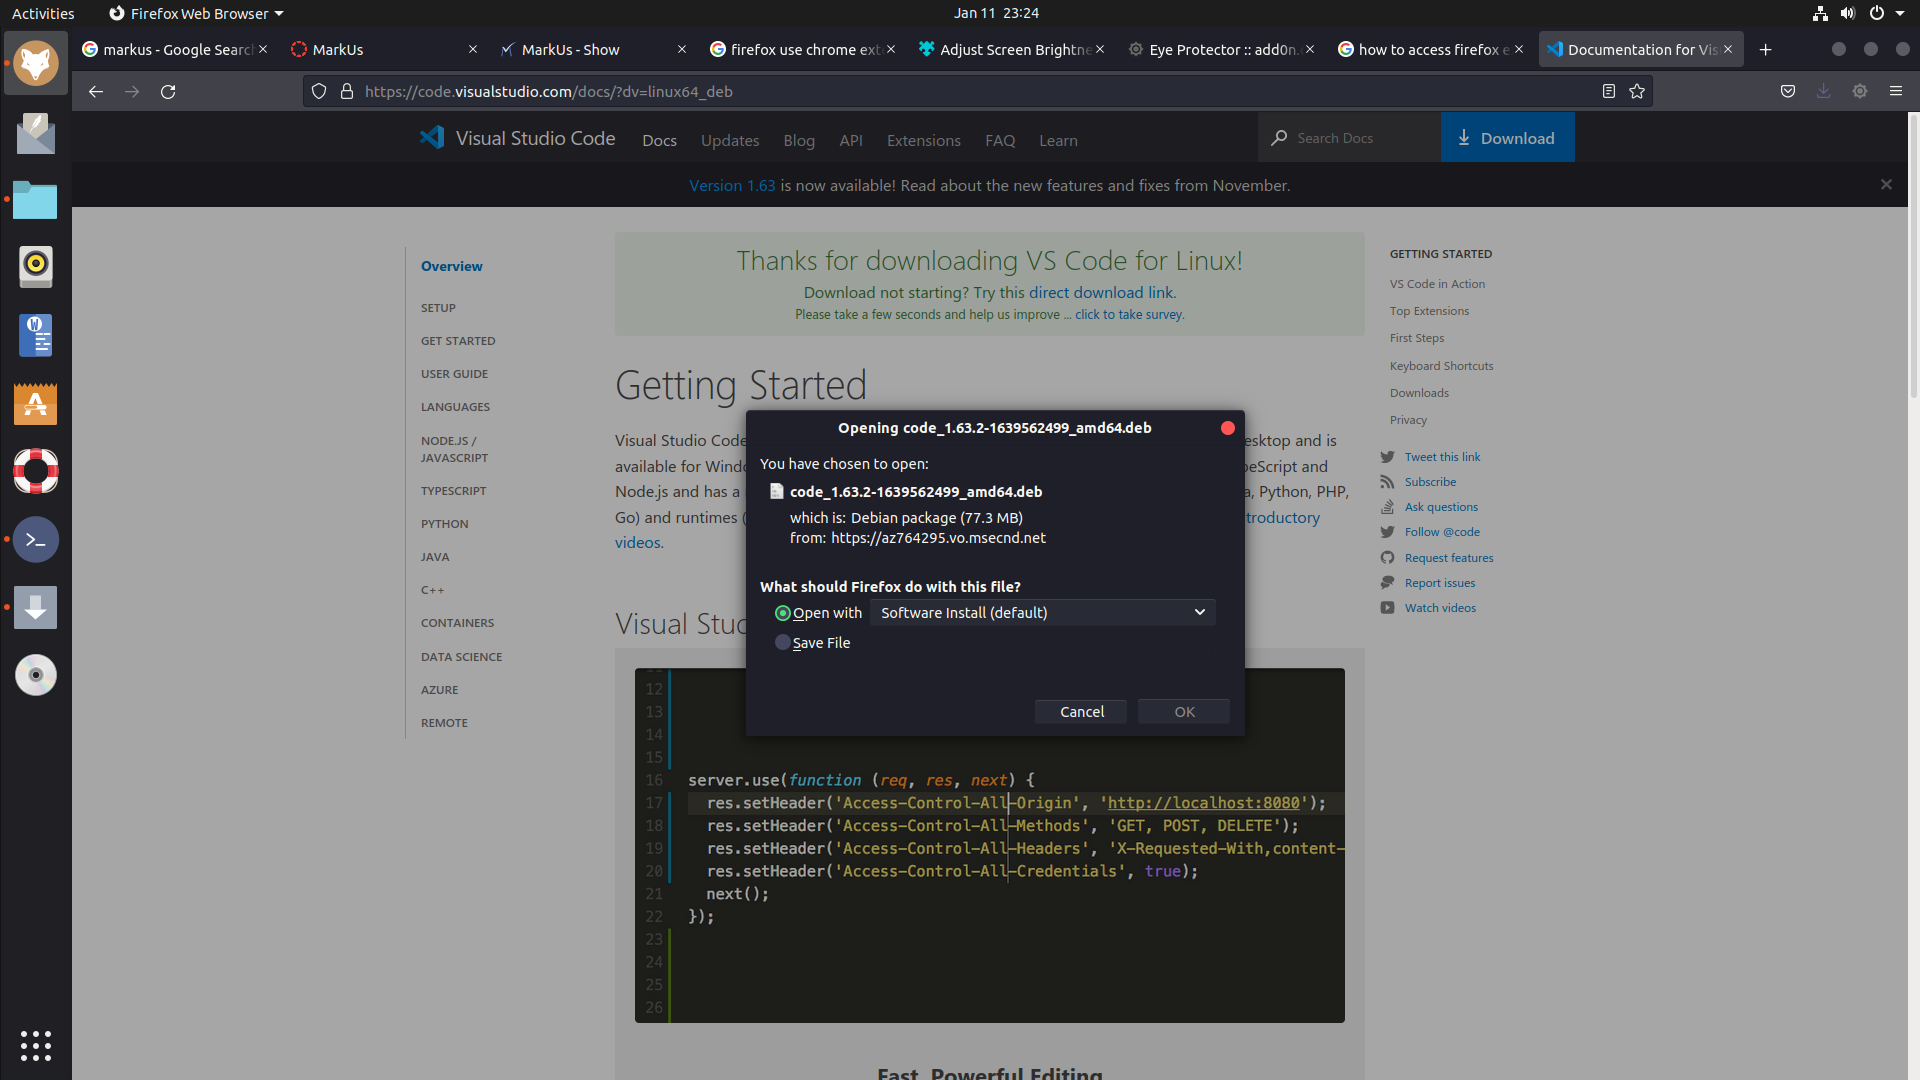 Activities
Firefox Web Browser
Jan 11 23:24
markus - Google Searc
MarkUs
MarkUs - Show
firefox use chrome ext
Adjust Screen Brightne
Eye Protector :: add0n.
how to access firefox e
Documentation for Vis
https://code.visualstudio.com/docs/?dv=linux64_deb
Visual Studio Code
Docs
Updates
Blog
API
Extensions
FAQ
Learn
Search Docs
Download
Version 1.63 is now available! Read about the new features and fixes from November.
Overview
SETUP
GET STARTED
USER GUIDE
LANGUAGES
NODE.JS /
JAVASCRIPT
TYPESCRIPT
PYTHON
JAVA
C++
CONTAINERS
DATA SCIENCE
AZURE
REMOTE
Thanks for downloading VS Code for Linux!
Download not starting? Try this direct download link.
Please take a few seconds and help us improve ... click to take survey.
Getting Started
Visual Studio Code
esktop and is
available for Windo
eScript and
Node.js and has a
, Python, PHP,
Go) and runtimes (
troductory
videos.
Visual Stud
Opening code_1.63.2-1639562499_amd64.deb
You have chosen to open:
code_1.63.2-1639562499_amd64.deb
which is: Debian package (77.3 MB)
from: https://az764295.vo.msecnd.net
What should Firefox do with this file?
Open with
Software Install (default)
Save File
Cancel
OK
12
13
14
15
16 server.use(function (req, res, next) {
17 res.setHeader('Access-Control-All-Origin', 'http://localhost:8080');
18 res.setHeader('Access-Control-All-Methods', 'GET, POST, DELETE');
19 res.setHeader('Access-Control-All-Headers', 'X-Requested-With,content-
20 res.setHeader('Access-Control-All-Credentials', true);
21 next();
22 });
23
24
25
26
Fast, Powerful Editing
GETTING STARTED
VS Code in Action
Top Extensions
First Steps
Keyboard Shortcuts
Downloads
Privacy
Tweet this link
Subscribe
Ask questions
Follow @code
Request features
Report issues
Watch videos